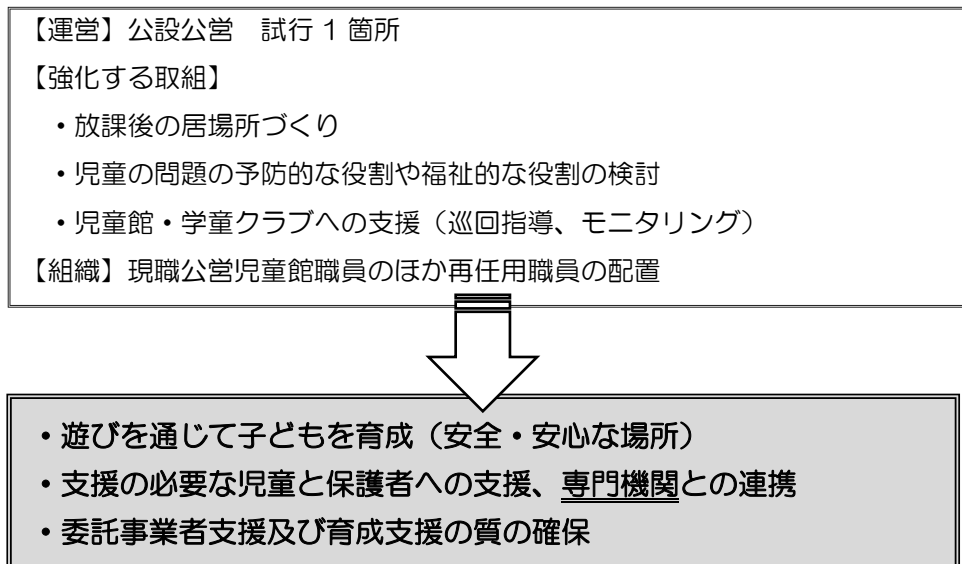 【運営】公設公営　試行 1 箇所
【強化する取組】
・放課後の居場所づくり
・児童の問題の予防的な役割や福祉的な役割の検討
・児童館・学童クラブへの支援（巡回指導、モニタリング）
【組織】現職公営児童館職員のほか再任用職員の配置
・遊びを通じて子どもを育成（安全・安心な場所）
・支援の必要な児童と保護者への支援、専門機関との連携
・委託事業者支援及び育成支援の質の確保